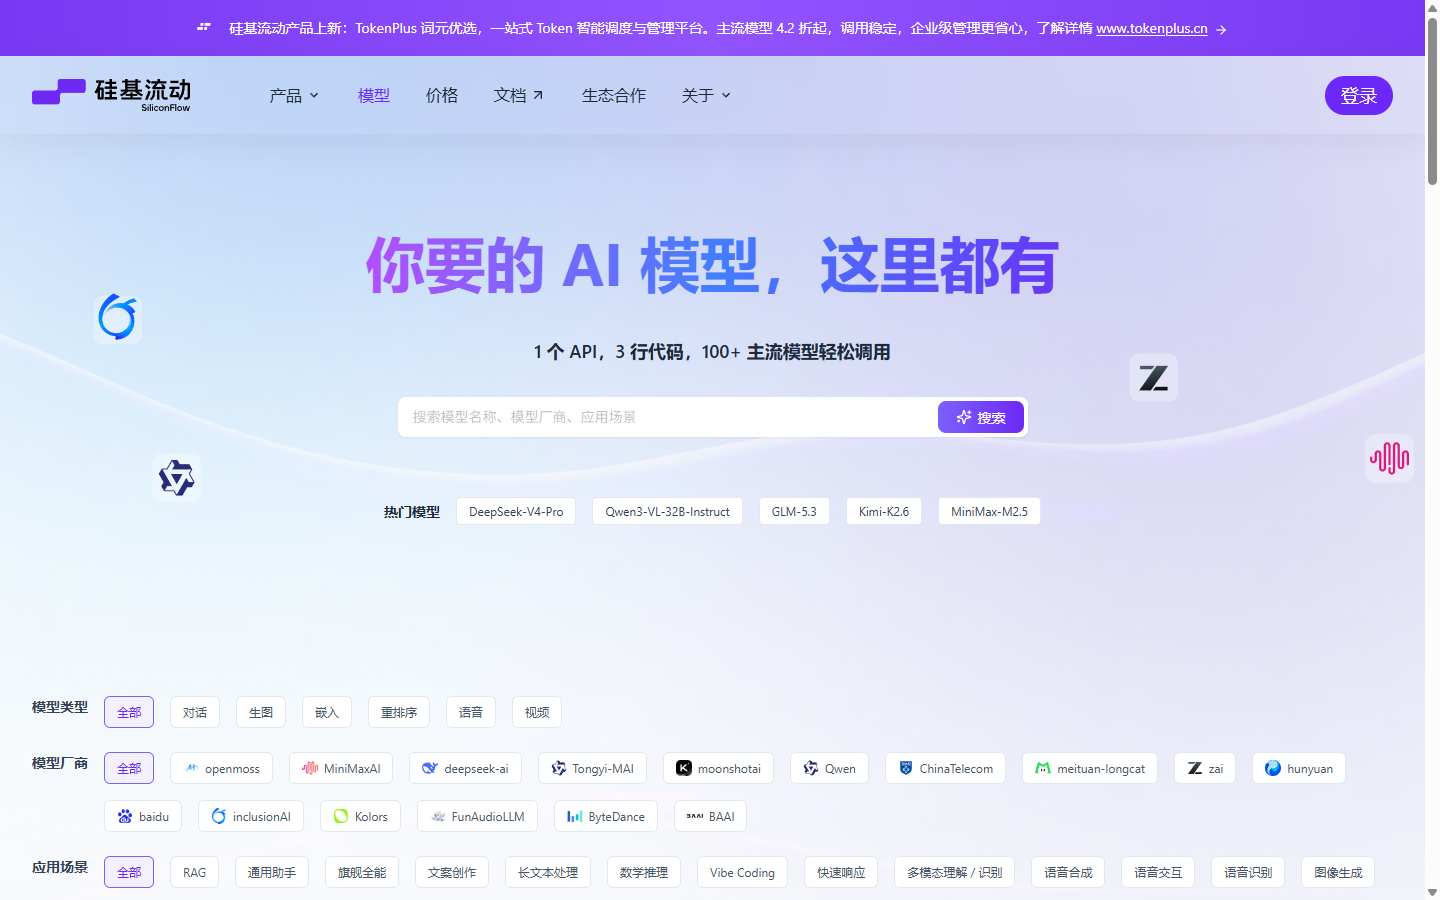 硅基流动产品上新：TokenPlus 词元优选，一站式 Token 智能调度与管理平台。主流模型 4.2 折起，调用稳定，企业级管理更省心，了解详情 www.tokenplus.cn →
硅基流动
SiliconFlow
产品
模型
价格
文档
生态合作
关于
登录
你要的 AI 模型，这里都有
1 个 API，3 行代码，100+ 主流模型轻松调用
搜索模型名称、模型厂商、应用场景
搜索
热门模型
DeepSeek-V4-Pro
Qwen3-VL-32B-Instruct
GLM-5.3
Kimi-K2.6
MiniMax-M2.5
模型类型
全部
对话
生图
嵌入
重排序
语音
视频
模型厂商
全部
openmoss
MiniMaxAI
deepseek-ai
Tongyi-MAI
moonshotai
Qwen
ChinaTelecom
meituan-longcat
zai
hunyuan
baidu
inclusionAI
Kolors
FunAudioLLM
ByteDance
BAAI
BAAI
应用场景
全部
RAG
通用助手
旗舰全能
文案创作
长文本处理
数学推理
Vibe Coding
快速响应
多模态理解 / 识别
语音合成
语音交互
语音识别
图像生成